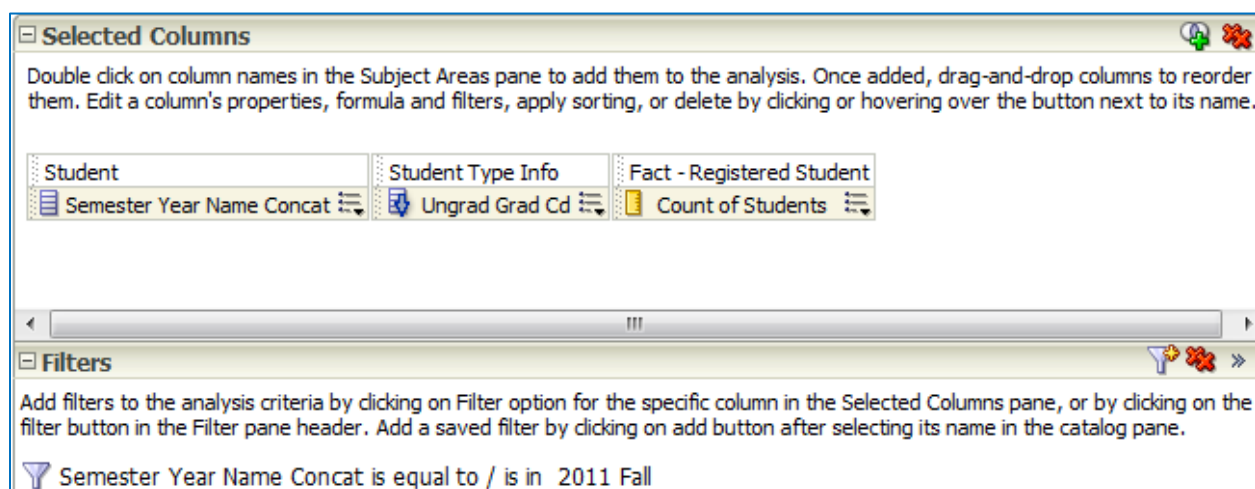 Selected Columns
Double click on column names in the Subject Areas pane to add them to the analysis. Once added, drag-and-drop columns to reorder
them. Edit a column's properties, formula and filters, apply sorting, or delete by clicking or hovering over the button next to its name.
Student Student Type Info Fact - Registered Student
Semester Year Name Concat Ungrad Grad Cd Count of Students
Filters
Add filters to the analysis criteria by clicking on Filter option for the specific column in the Selected Columns pane, or by clicking on the
filter button in the Filter pane header. Add a saved filter by clicking on add button after selecting its name in the catalog pane.
Semester Year Name Concat is equal to / is in 2011 Fall